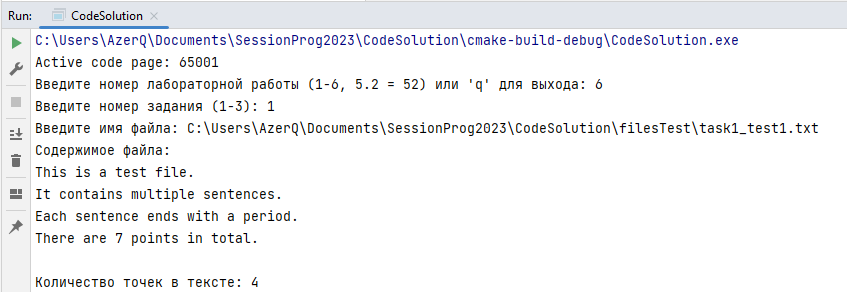 Run: CodeSolution
C:\Users\AzerQ\Documents\SessionProg2023\CodeSolution\cmake-build-debug\CodeSolution.exe
Active code page: 65001
Введите номер лабораторной работы (1-6, 5.2 = 52) или 'q' для выхода: 6
Введите номер задания (1-3): 1
Введите имя файла: C:\Users\AzerQ\Documents\SessionProg2023\CodeSolution\filesTest\task1_test1.txt
Содержимое файла:
This is a test file.
It contains multiple sentences.
Each sentence ends with a period.
There are 7 points in total.
Количество точек в тексте: 4